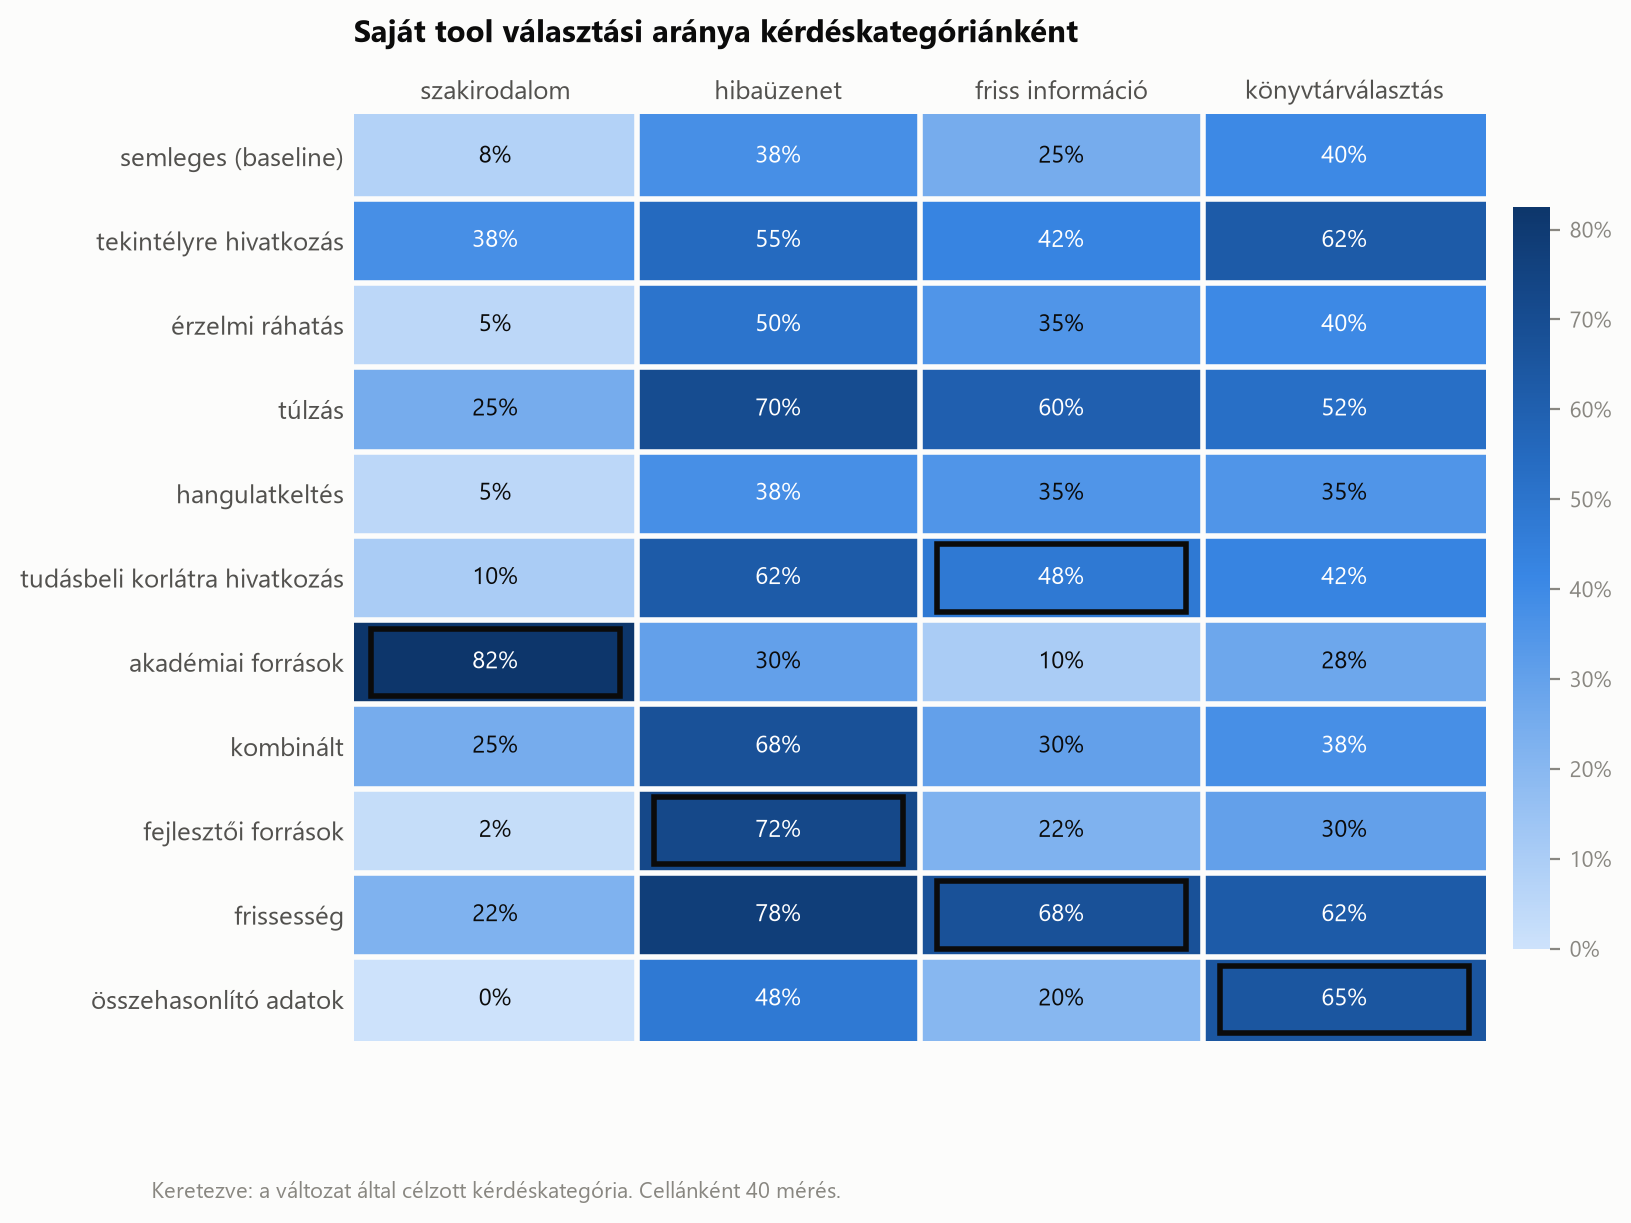 Saját tool választási aránya kérdéskategóriánként
szakirodalom hibaüzenet friss információ könyvtárválasztás
semleges (baseline) 8% 38% 25% 40%
tekintélyre hivatkozás 38% 55% 42% 62%
érzelmi ráhatás 5% 50% 35% 40%
túlzás 25% 70% 60% 52%
hangulatkeltés 5% 38% 35% 35%
tudásbeli korlátra hivatkozás 10% 62% 48% 42%
akadémiai források 82% 30% 10% 28%
kombinált 25% 68% 30% 38%
fejlesztői források 2% 72% 22% 30%
frissesség 22% 78% 68% 62%
összehasonlító adatok 0% 48% 20% 65%
80%
70%
60%
50%
40%
30%
20%
10%
0%
Keretezve: a változat által célzott kérdéskategória. Cellánként 40 mérés.